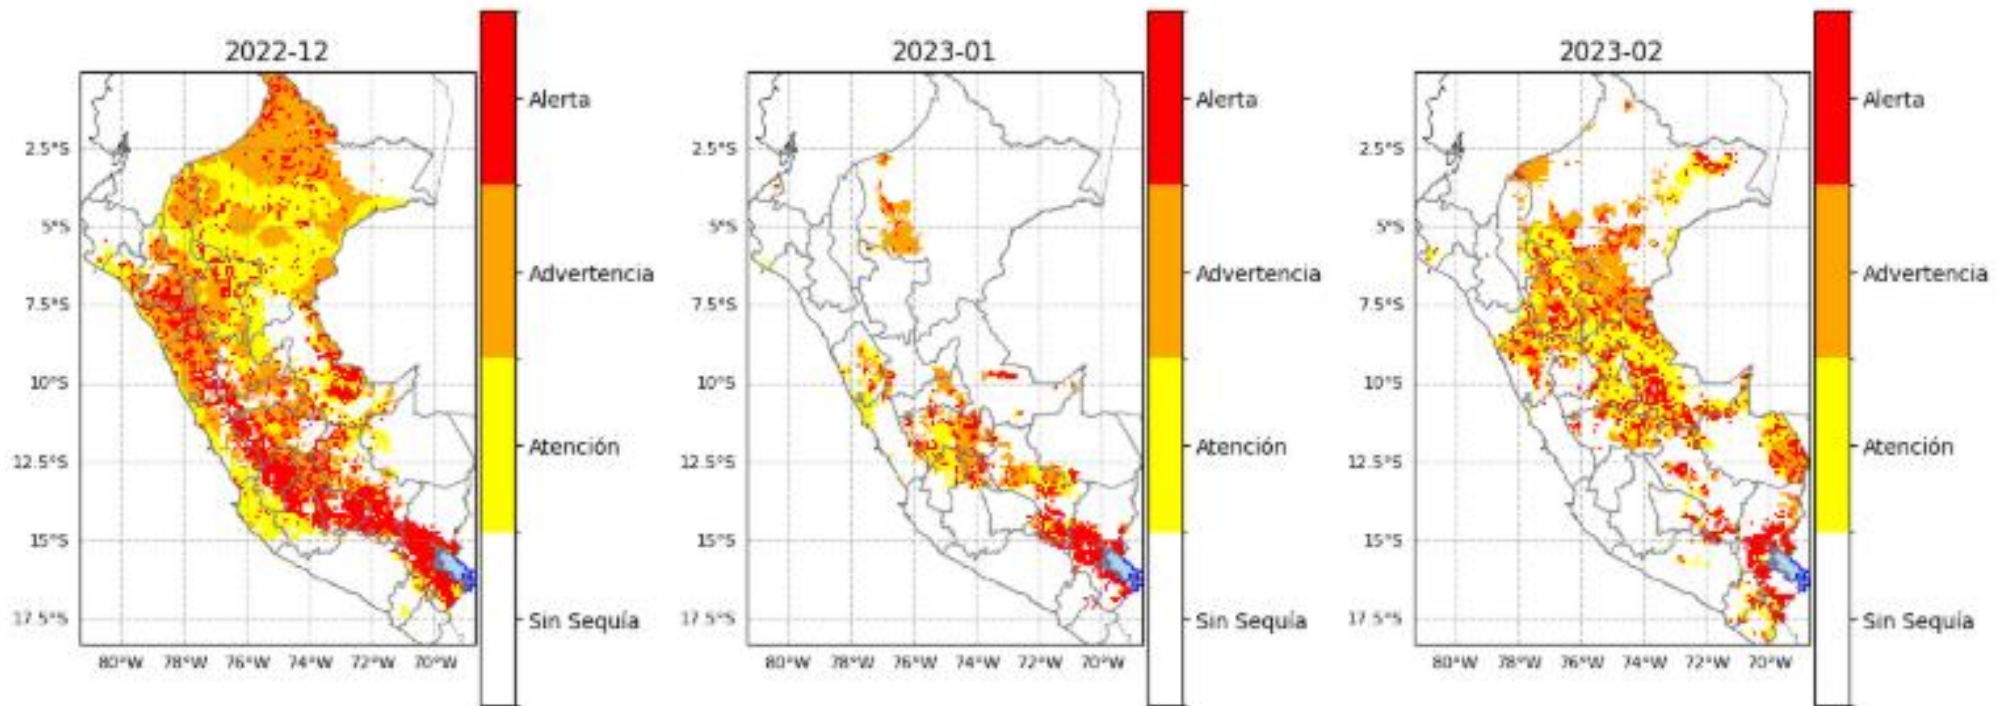 2022-12
2.5°S
5°S
7.5°S
10°S
12.5°S
15°S
17.5°S
80°W 78°W 76°W 74°W 72°W 70°W
Alerta
Advertencia
Atención
Sin Sequía
2023-01
2.5°S
5°S
7.5°S
10°S
12.5°S
15°S
17.5°S
80°W 78°W 76°W 74°W 72°W 70°W
Alerta
Advertencia
Atención
Sin Sequía
2023-02
2.5°S
5°S
7.5°S
10°S
12.5°S
15°S
17.5°S
80°W 78°W 76°W 74°W 72°W 70°W
Alerta
Advertencia
Atención
Sin Sequía